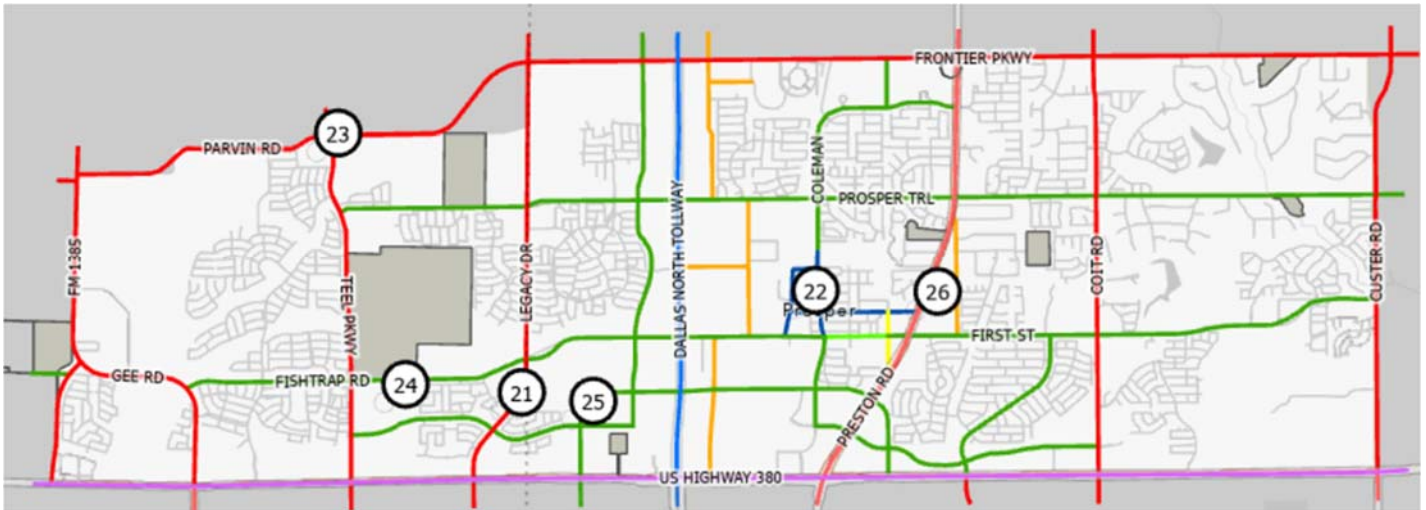 FRONTIER PKWY
23
PARVIN RD
COLEMAN
PROSPER TRL
DALLAS NORTH TOLLWAY
FM 1385
LEGACY DR
TEEL PKWY
COIT RD
CUSTER RD
22
26
Prosper
FIRST ST
GEE RD
FISHTRAP RD
24
21
25
PRESTON RD
US HIGHWAY 380